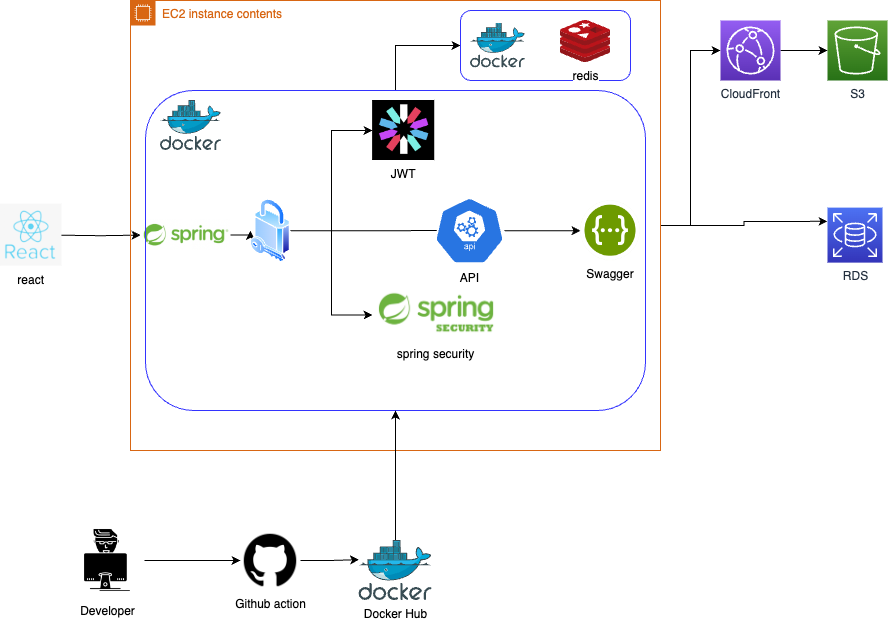 EC2 instance contents
docker
redis
CloudFront
S3
docker
JWT
React
react
spring
api
API
Swagger
RDS
spring
SECURITY
spring security
Developer
Github action
docker
Docker Hub